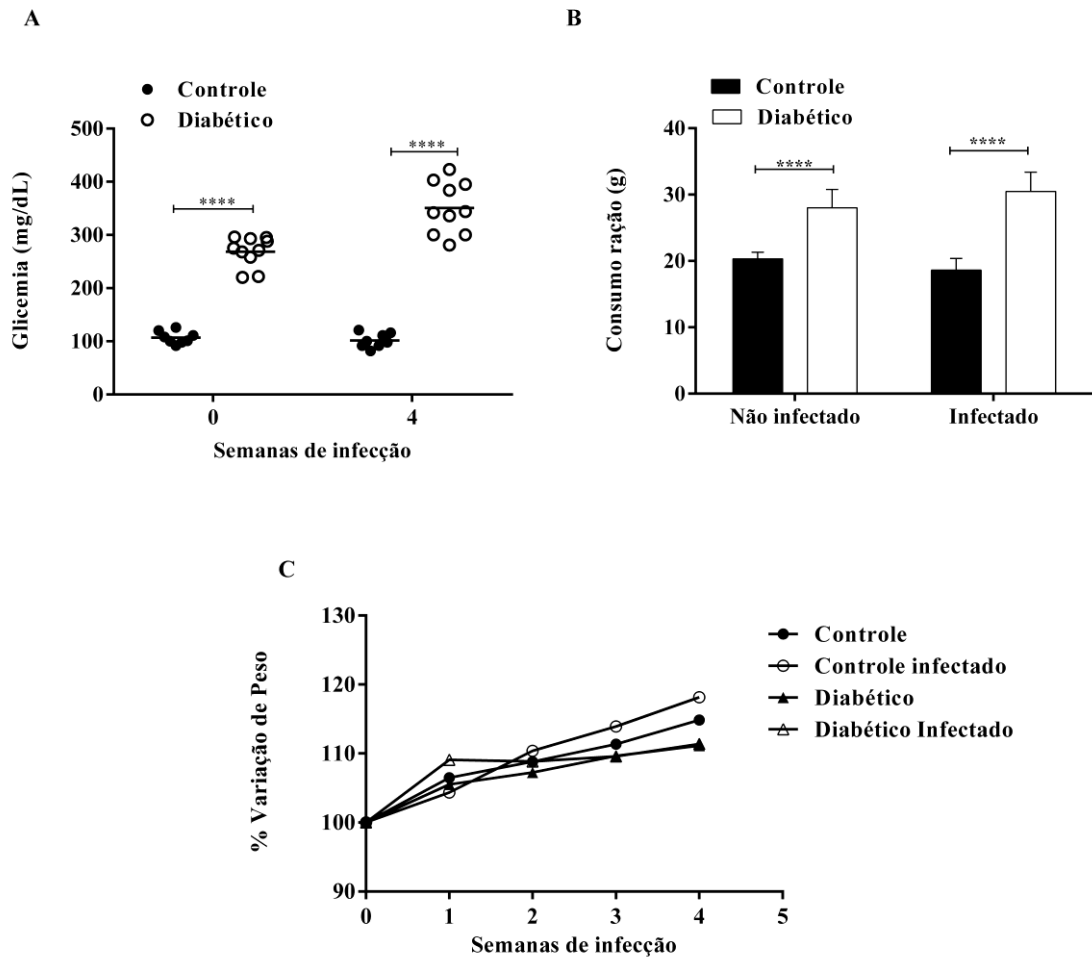 A
Controle
Diabético
Glicemia (mg/dL)
500
400
300
200
100
0
****
****
0
4
Semanas de infecção
B
Controle
Diabético
Consumo ração (g)
40
30
20
10
0
****
****
Não infectado
Infectado
C
% Variação de Peso
130
120
110
100
90
0
1
2
3
4
5
Semanas de infecção
Controle
Controle infectado
Diabético
Diabético Infectado